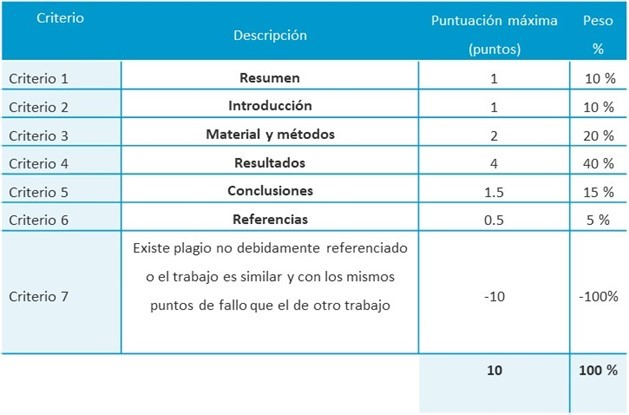 Criterio Descripción Puntuación máxima (puntos) Peso %
Criterio 1 Resumen 1 10 %
Criterio 2 Introducción 1 10 %
Criterio 3 Material y métodos 2 20 %
Criterio 4 Resultados 4 40 %
Criterio 5 Conclusiones 1.5 15 %
Criterio 6 Referencias 0.5 5 %
Criterio 7 Existe plagio no debidamente referenciado
o el trabajo es similar y con los mismos
puntos de fallo que el de otro trabajo -10 -100%
10 100 %